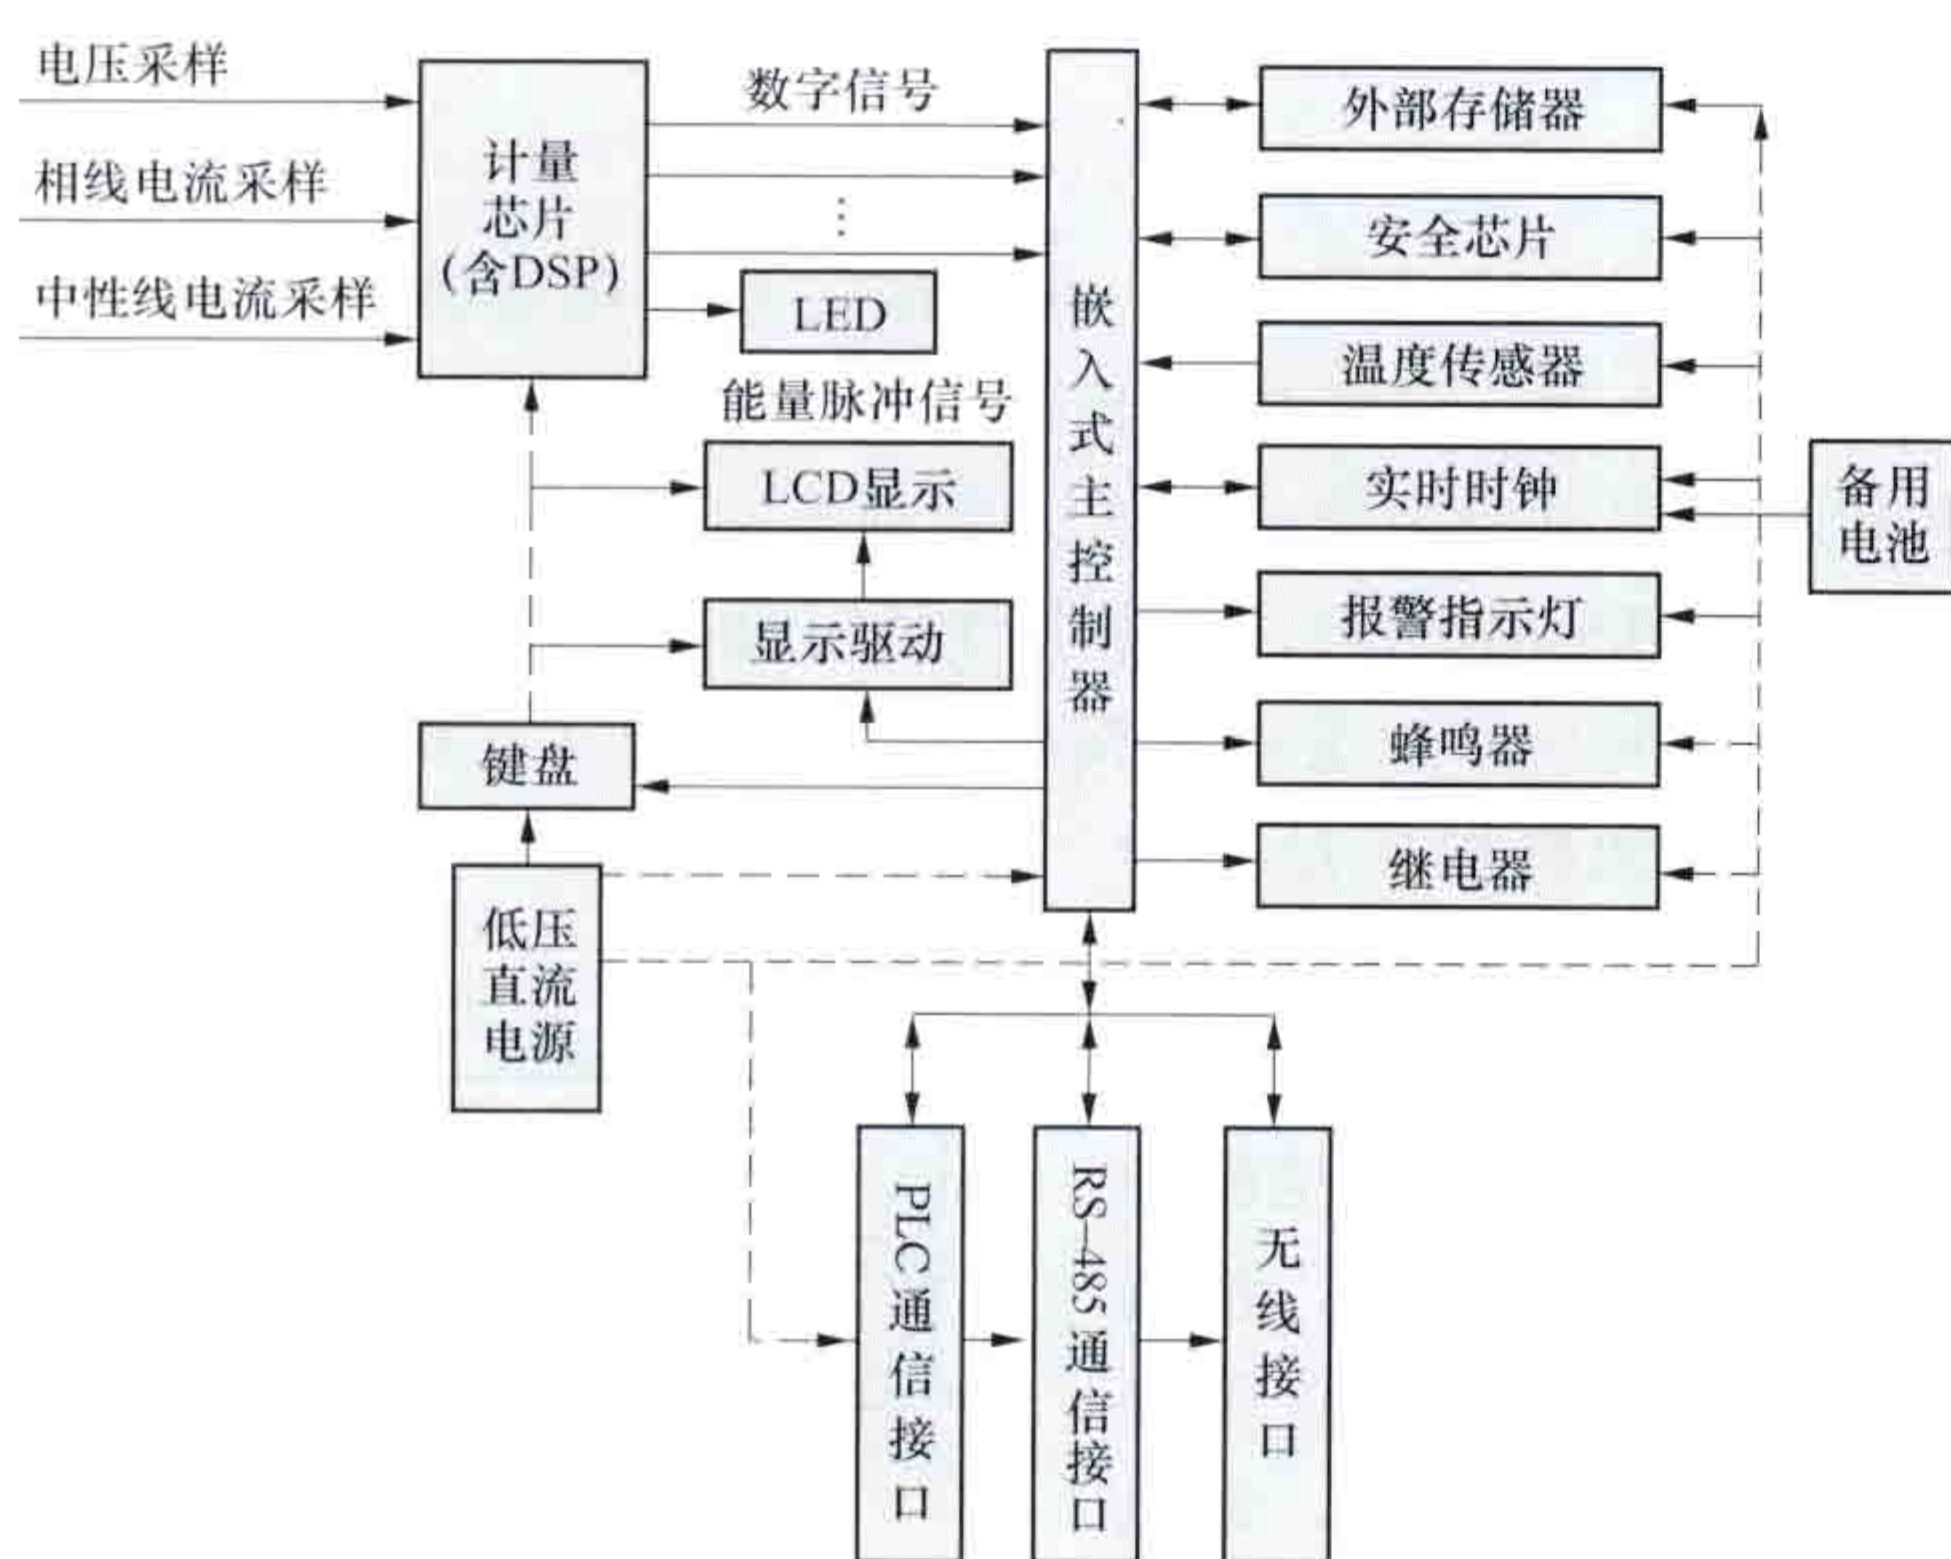 电压采样
相线电流采样
中性线电流采样
计量
芯片
(含DSP)
数字信号
LED
能量脉冲信号
LCD显示
显示驱动
键盘
低压
直流
电源
嵌入式主控制器
外部存储器
安全芯片
温度传感器
实时时钟
报警指示灯
蜂鸣器
继电器
备用
电池
PLC通信接口
RS-485通信接口
无线接口